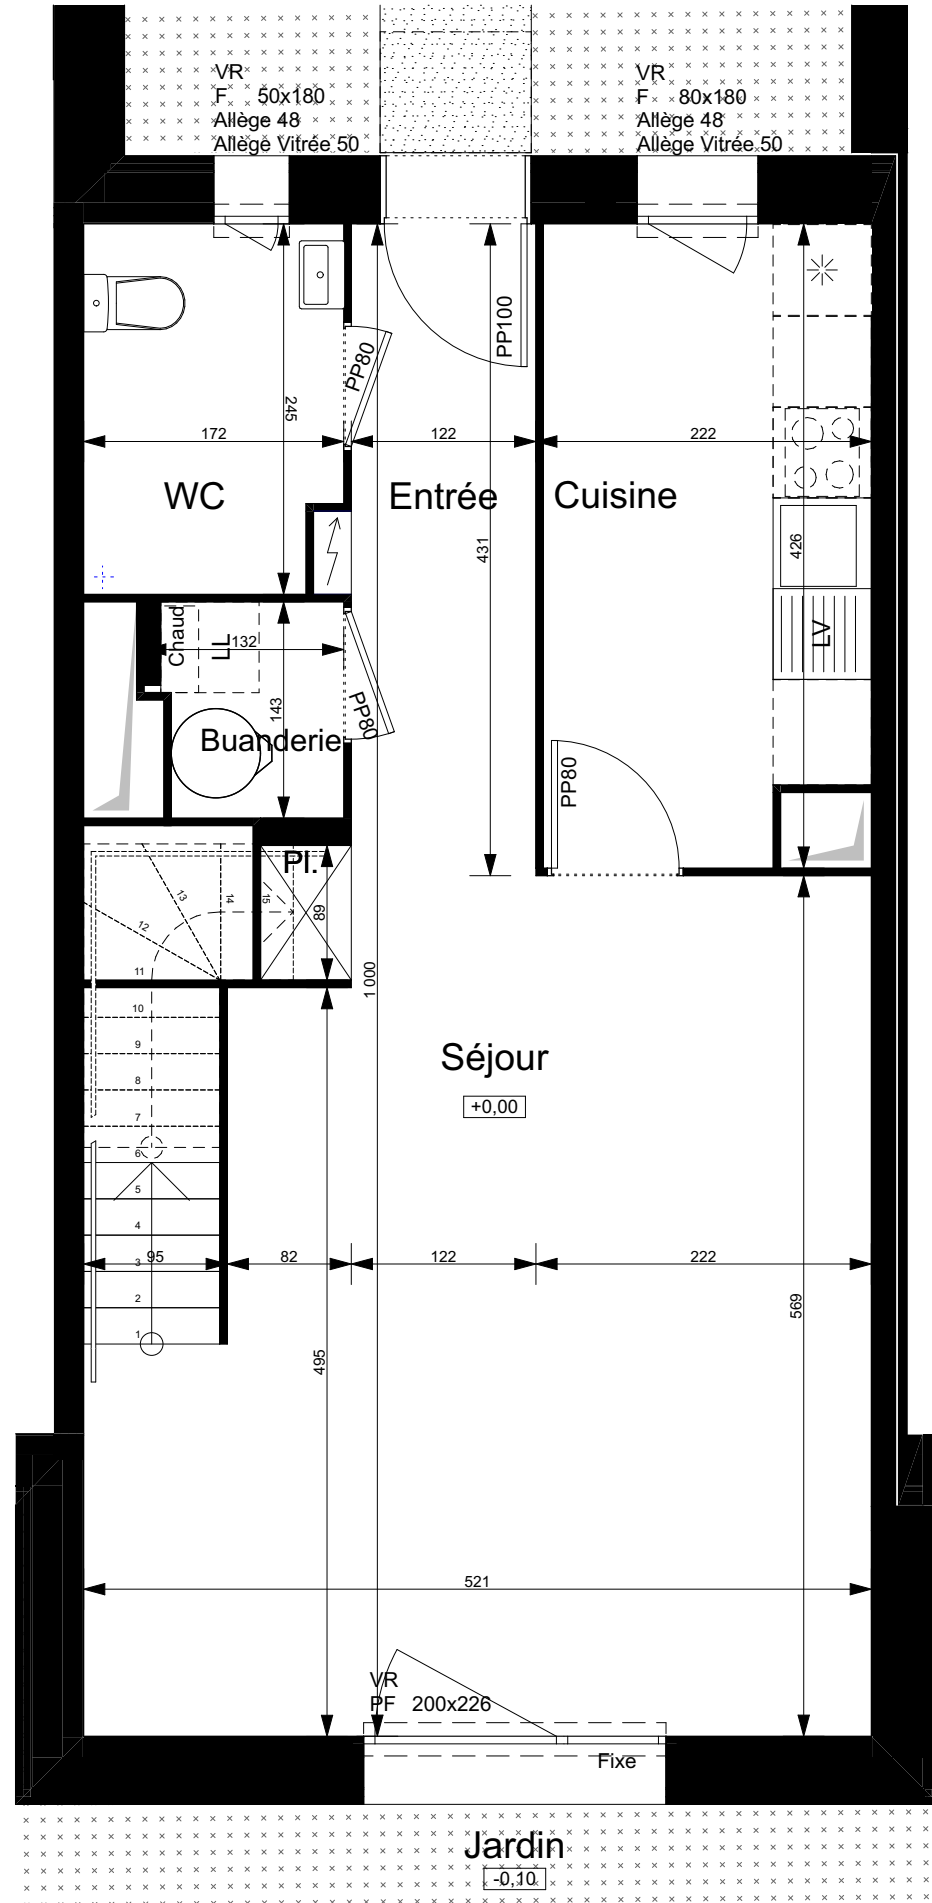 VR
F 50x180
Allège 48
Allège Vitrée 50
VR
F 80x180
Allège 48
Allège Vitrée 50
PP100
PP80
245
172
122
222
WC
Entrée
Cuisine
431
426
Chaud
LL
132
LV
143
PP80
Buanderie
PP80
Pl.
89
15
14
13
12
11
10
9
8
7
6
5
4
3
2
1
1 000
Séjour
+0,00
95
82
122
222
569
495
521
VR
PF 200x226
Fixe
Jardin
-0,10